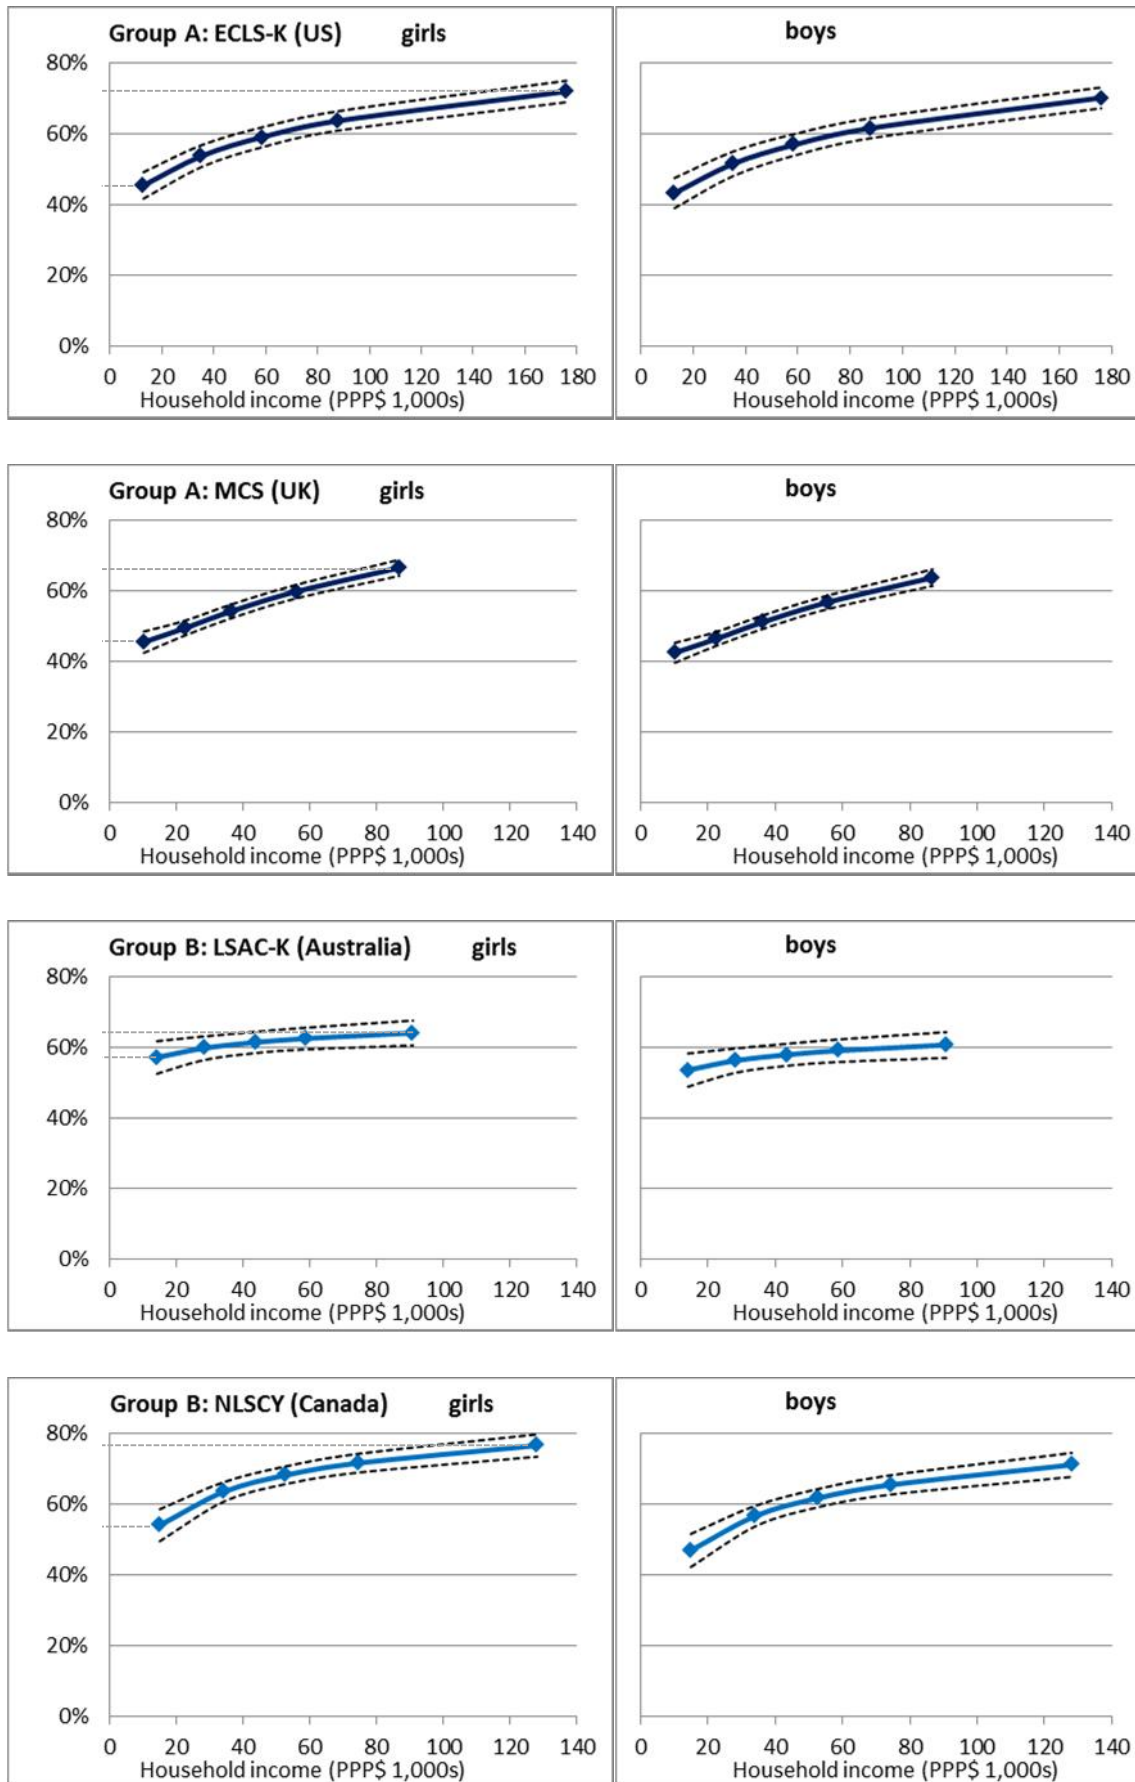 Group A: ECLS-K (US) girls
80%
60%
40%
20%
0%
0 20 40 60 80 100 120 140 160 180
Household income (PPP$ 1,000s)
boys
0 20 40 60 80 100 120 140 160 180
Household income (PPP$ 1,000s)
Group A: MCS (UK) girls
80%
60%
40%
20%
0%
0 20 40 60 80 100 120 140
Household income (PPP$ 1,000s)
boys
0 20 40 60 80 100 120 140
Household income (PPP$ 1,000s)
Group B: LSAC-K (Australia) girls
80%
60%
40%
20%
0%
0 20 40 60 80 100 120 140
Household income (PPP$ 1,000s)
boys
0 20 40 60 80 100 120 140
Household income (PPP$ 1,000s)
Group B: NLSCY (Canada) girls
80%
60%
40%
20%
0%
0 20 40 60 80 100 120 140
Household income (PPP$ 1,000s)
boys
0 20 40 60 80 100 120 140
Household income (PPP$ 1,000s)